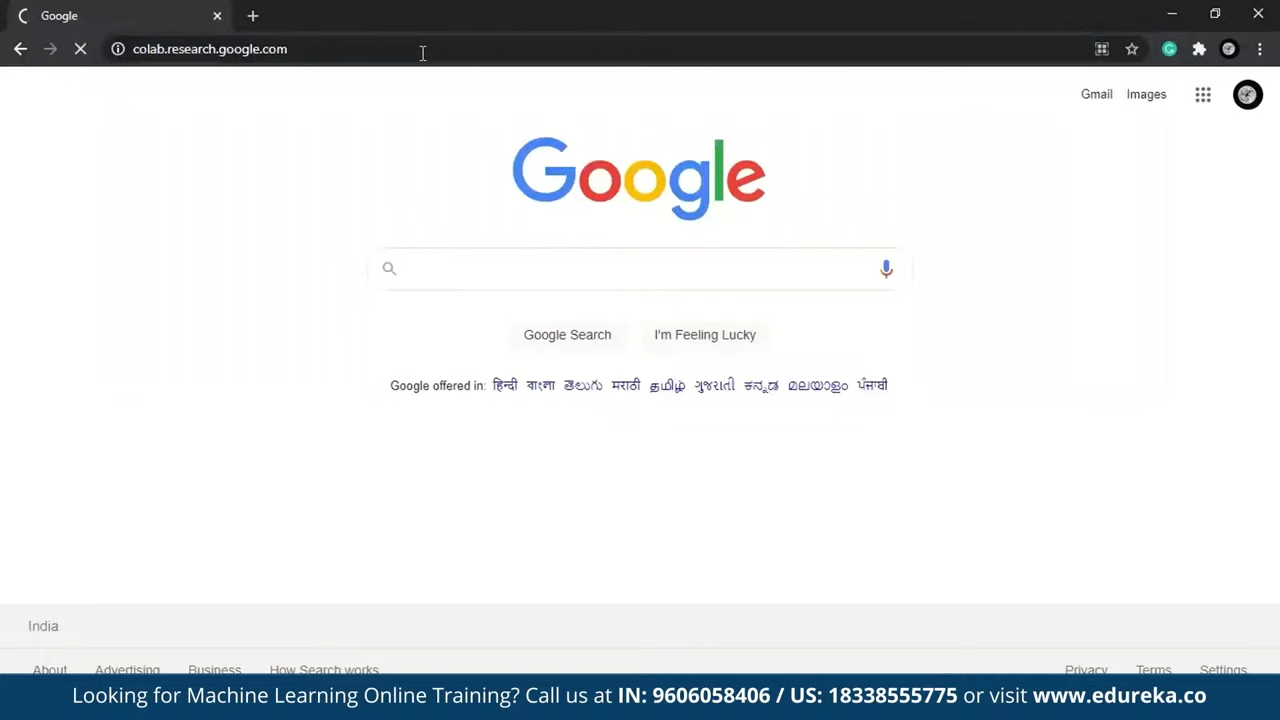 Google
colab.research.google.com
Gmail Images
Google
Google Search I'm Feeling Lucky
Google offered in: हिन्दी বাংলা తెలుగు मराठी தமிழ் ગુજરાતી ಕನ್ನಡ മലയാളം ਪੰਜਾਬੀ
India
About Advertising Business How Search works Privacy Terms Settings
Looking for Machine Learning Online Training? Call us at IN: 9606058406 / US: 18338555775 or visit www.edureka.co